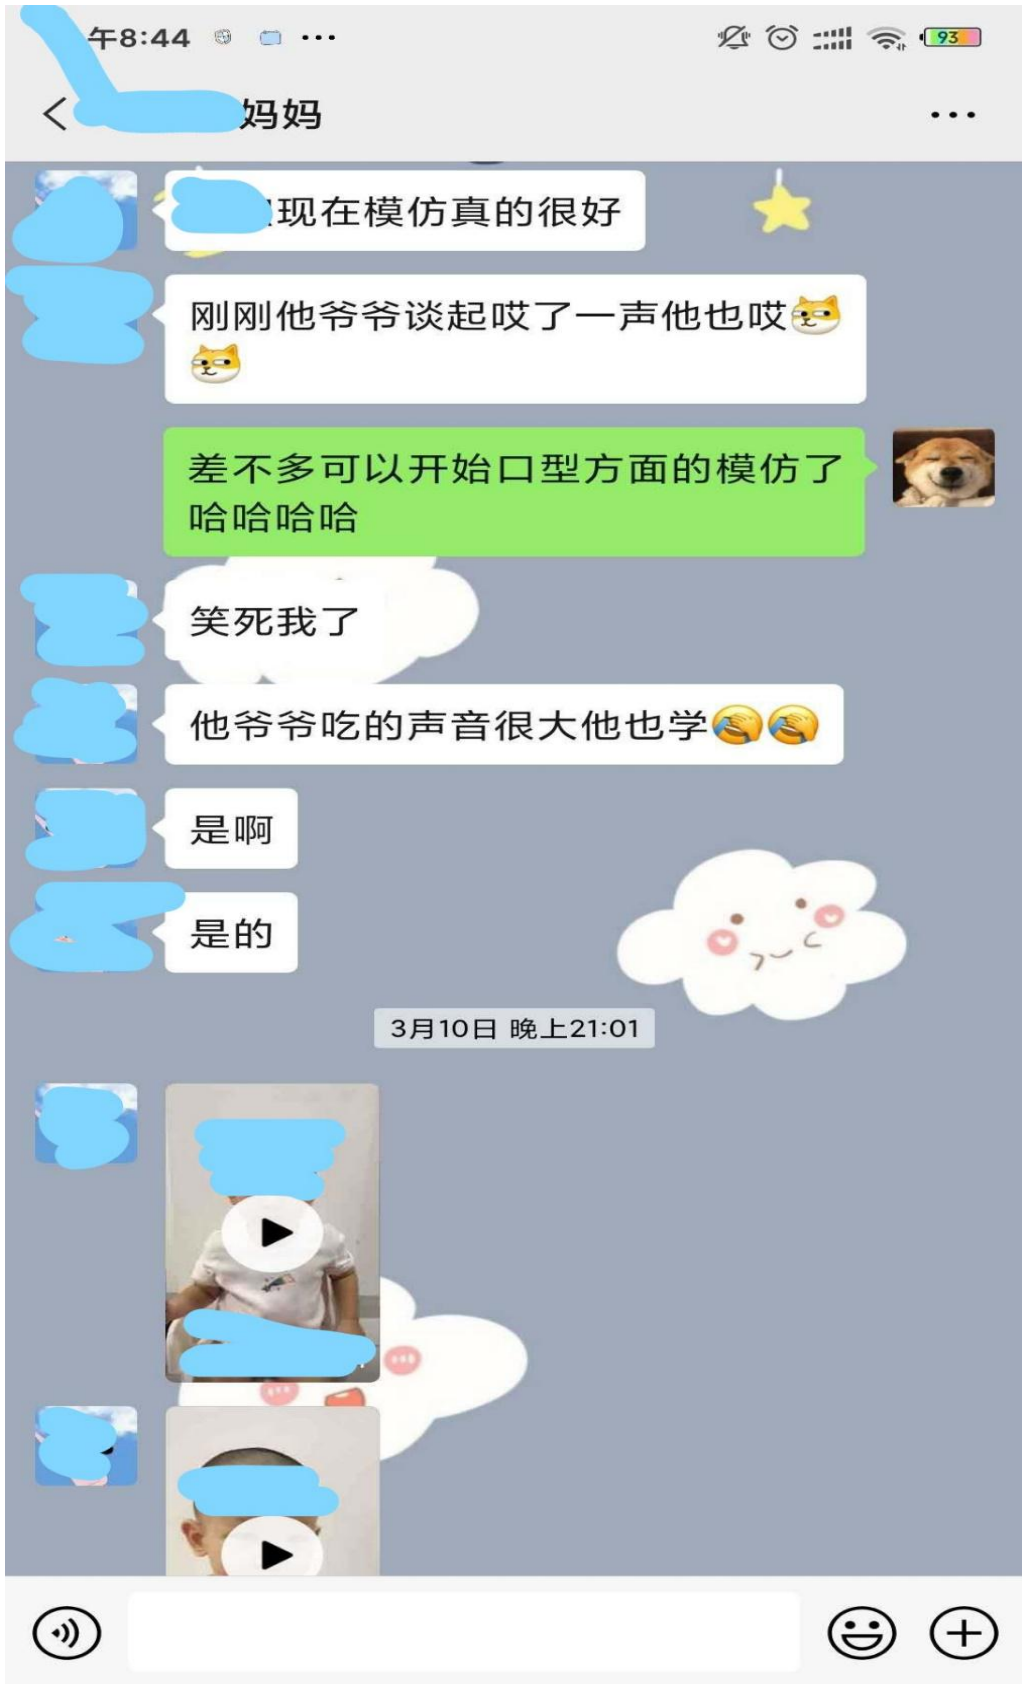 午8:44
93
妈妈
现在模仿真的很好
刚刚他爷爷谈起哎了一声他也哎
差不多可以开始口型方面的模仿了
哈哈哈哈
笑死我了
他爷爷吃的声音很大他也学
是啊
是的
3月10日 晚上21:01